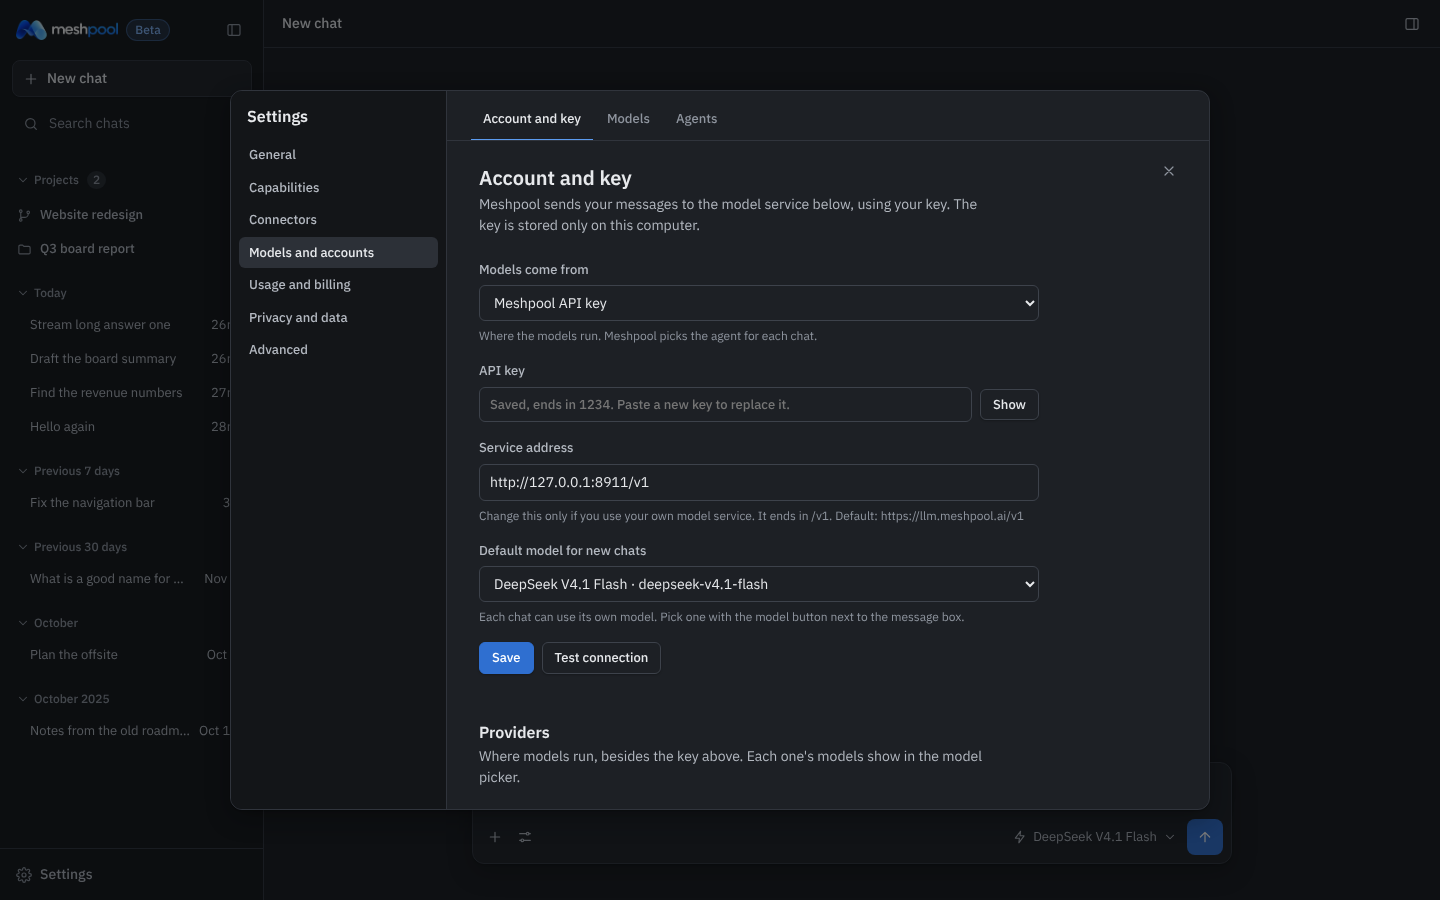 meshpool Beta
New chat
New chat
Search chats
Projects 2
Website redesign
Q3 board report
Today
Stream long answer one
Draft the board summary
Find the revenue numbers
Hello again
Previous 7 days
Fix the navigation bar
Previous 30 days
What is a good name for ... Nov
October
Plan the offsite Oct
October 2025
Notes from the old roadm... Oct 1
Settings
Settings
General
Capabilities
Connectors
Models and accounts
Usage and billing
Privacy and data
Advanced
Account and key Models Agents
Account and key
Meshpool sends your messages to the model service below, using your key. The
key is stored only on this computer.
Models come from
Meshpool API key
Where the models run. Meshpool picks the agent for each chat.
API key
Saved, ends in 1234. Paste a new key to replace it. Show
Service address
http://127.0.0.1:8911/v1
Change this only if you use your own model service. It ends in /v1. Default: https://llm.meshpool.ai/v1
Default model for new chats
DeepSeek V4.1 Flash · deepseek-v4.1-flash
Each chat can use its own model. Pick one with the model button next to the message box.
Save Test connection
Providers
Where models run, besides the key above. Each one's models show in the model
picker.
DeepSeek V4.1 Flash